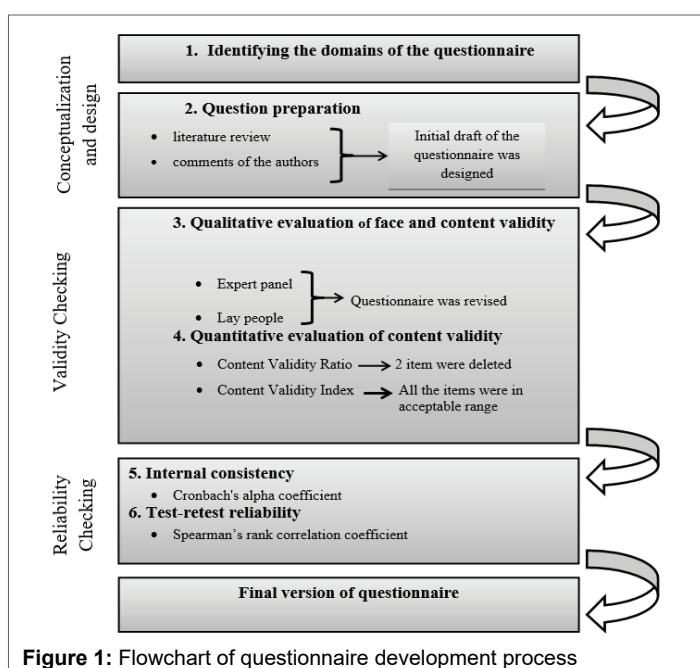 Conceptualization
and design
1. Identifying the domains of the questionnaire
2. Question preparation
• literature review
• comments of the authors
Initial draft of the
questionnaire was
designed
Validity Checking
3. Qualitative evaluation of face and content validity
• Expert panel
• Lay people
Questionnaire was revised
4. Quantitative evaluation of content validity
• Content Validity Ratio
2 item were deleted
• Content Validity Index
All the items were in
acceptable range
Reliability
Checking
5. Internal consistency
• Cronbach's alpha coefficient
6. Test-retest reliability
• Spearman's rank correlation coefficient
Final version of questionnaire
Figure 1: Flowchart of questionnaire development process